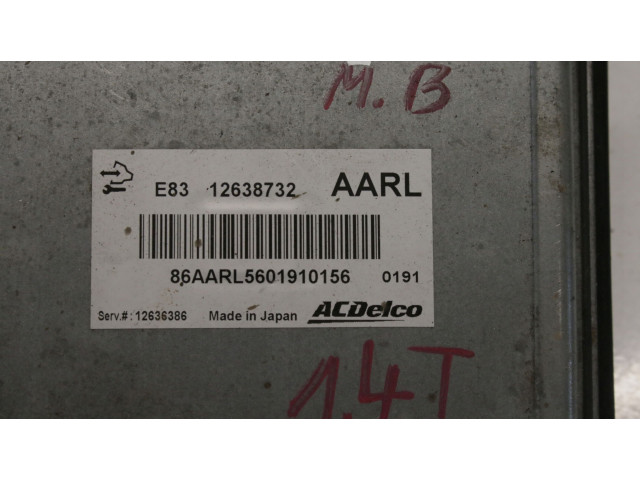 M.B
E83 12638732 AARL
86AARL5601910156 0191
Serv.#: 12636386 Made in Japan ACDelco
1.4T